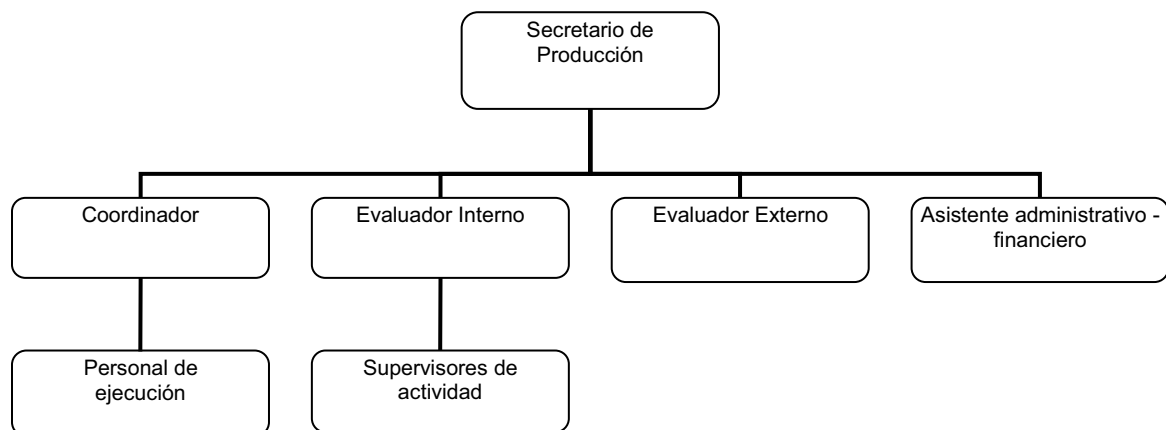 Secretario de
Producción
Coordinador
Evaluador Interno
Evaluador Externo
Asistente administrativo -
financiero
Personal de
ejecución
Supervisores de
actividad